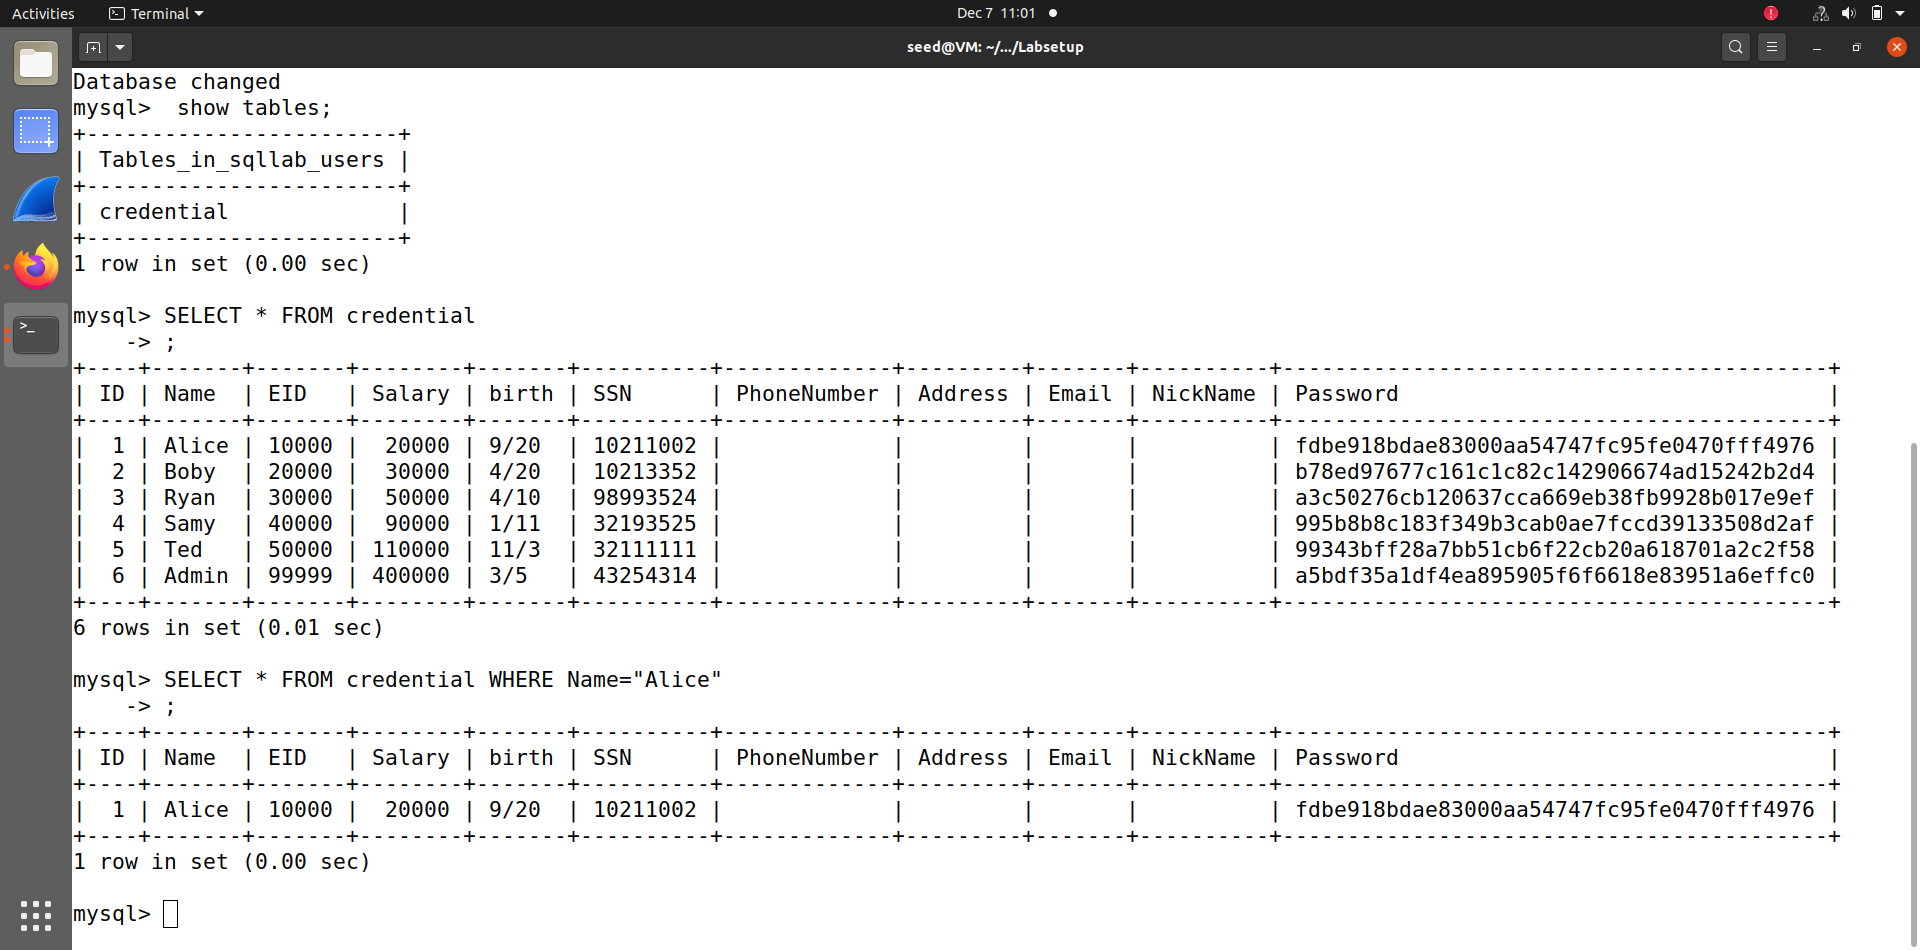 Activities Terminal Dec 7 11:01
seed@VM: ~/.../Labsetup
Database changed
mysql>  show tables;
+------------------------+
| Tables_in_sqllab_users |
+------------------------+
| credential             |
+------------------------+
1 row in set (0.00 sec)

mysql> SELECT * FROM credential
    -> ;
+----+-------+-------+--------+-------+----------+-------------+---------+-------+----------+------------------------------------------+
| ID | Name  | EID   | Salary | birth | SSN      | PhoneNumber | Address | Email | NickName | Password                                 |
+----+-------+-------+--------+-------+----------+-------------+---------+-------+----------+------------------------------------------+
|  1 | Alice | 10000 |  20000 | 9/20  | 10211002 |             |         |       |          | fdbe918bdae83000aa54747fc95fe0470fff4976 |
|  2 | Boby  | 20000 |  30000 | 4/20  | 10213352 |             |         |       |          | b78ed97677c161c1c82c142906674ad15242b2d4 |
|  3 | Ryan  | 30000 |  50000 | 4/10  | 98993524 |             |         |       |          | a3c50276cb120637cca669eb38fb9928b017e9ef |
|  4 | Samy  | 40000 |  90000 | 1/11  | 32193525 |             |         |       |          | 995b8b8c183f349b3cab0ae7fccd39133508d2af |
|  5 | Ted   | 50000 | 110000 | 11/3  | 32111111 |             |         |       |          | 99343bff28a7bb51cb6f22cb20a618701a2c2f58 |
|  6 | Admin | 99999 | 400000 | 3/5   | 43254314 |             |         |       |          | a5bdf35a1df4ea895905f6f6618e83951a6effc0 |
+----+-------+-------+--------+-------+----------+-------------+---------+-------+----------+------------------------------------------+
6 rows in set (0.01 sec)

mysql> SELECT * FROM credential WHERE Name="Alice"
    -> ;
+----+-------+-------+--------+-------+----------+-------------+---------+-------+----------+------------------------------------------+
| ID | Name  | EID   | Salary | birth | SSN      | PhoneNumber | Address | Email | NickName | Password                                 |
+----+-------+-------+--------+-------+----------+-------------+---------+-------+----------+------------------------------------------+
|  1 | Alice | 10000 |  20000 | 9/20  | 10211002 |             |         |       |          | fdbe918bdae83000aa54747fc95fe0470fff4976 |
+----+-------+-------+--------+-------+----------+-------------+---------+-------+----------+------------------------------------------+
1 row in set (0.00 sec)

mysql>